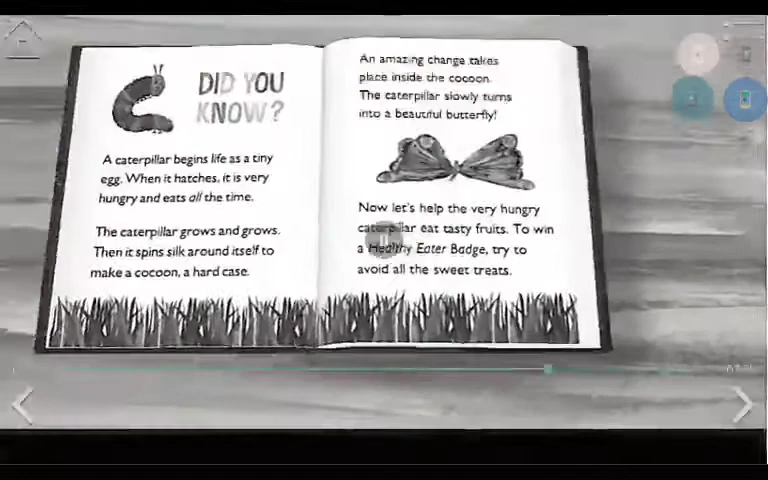 DID YOU
KNOW?
A caterpillar begins life as a tiny
egg. When it hatches, it is very
hungry and eats all the time.
The caterpillar grows and grows.
Then it spins silk around itself to
make a cocoon, a hard case.
An amazing change takes
place inside the cocoon.
The caterpillar slowly turns
into a beautiful butterfly!
Now let's help the very hungry
caterpillar eat tasty fruits. To win
a Healthy Eater Badge, try to
avoid all the sweet treats.